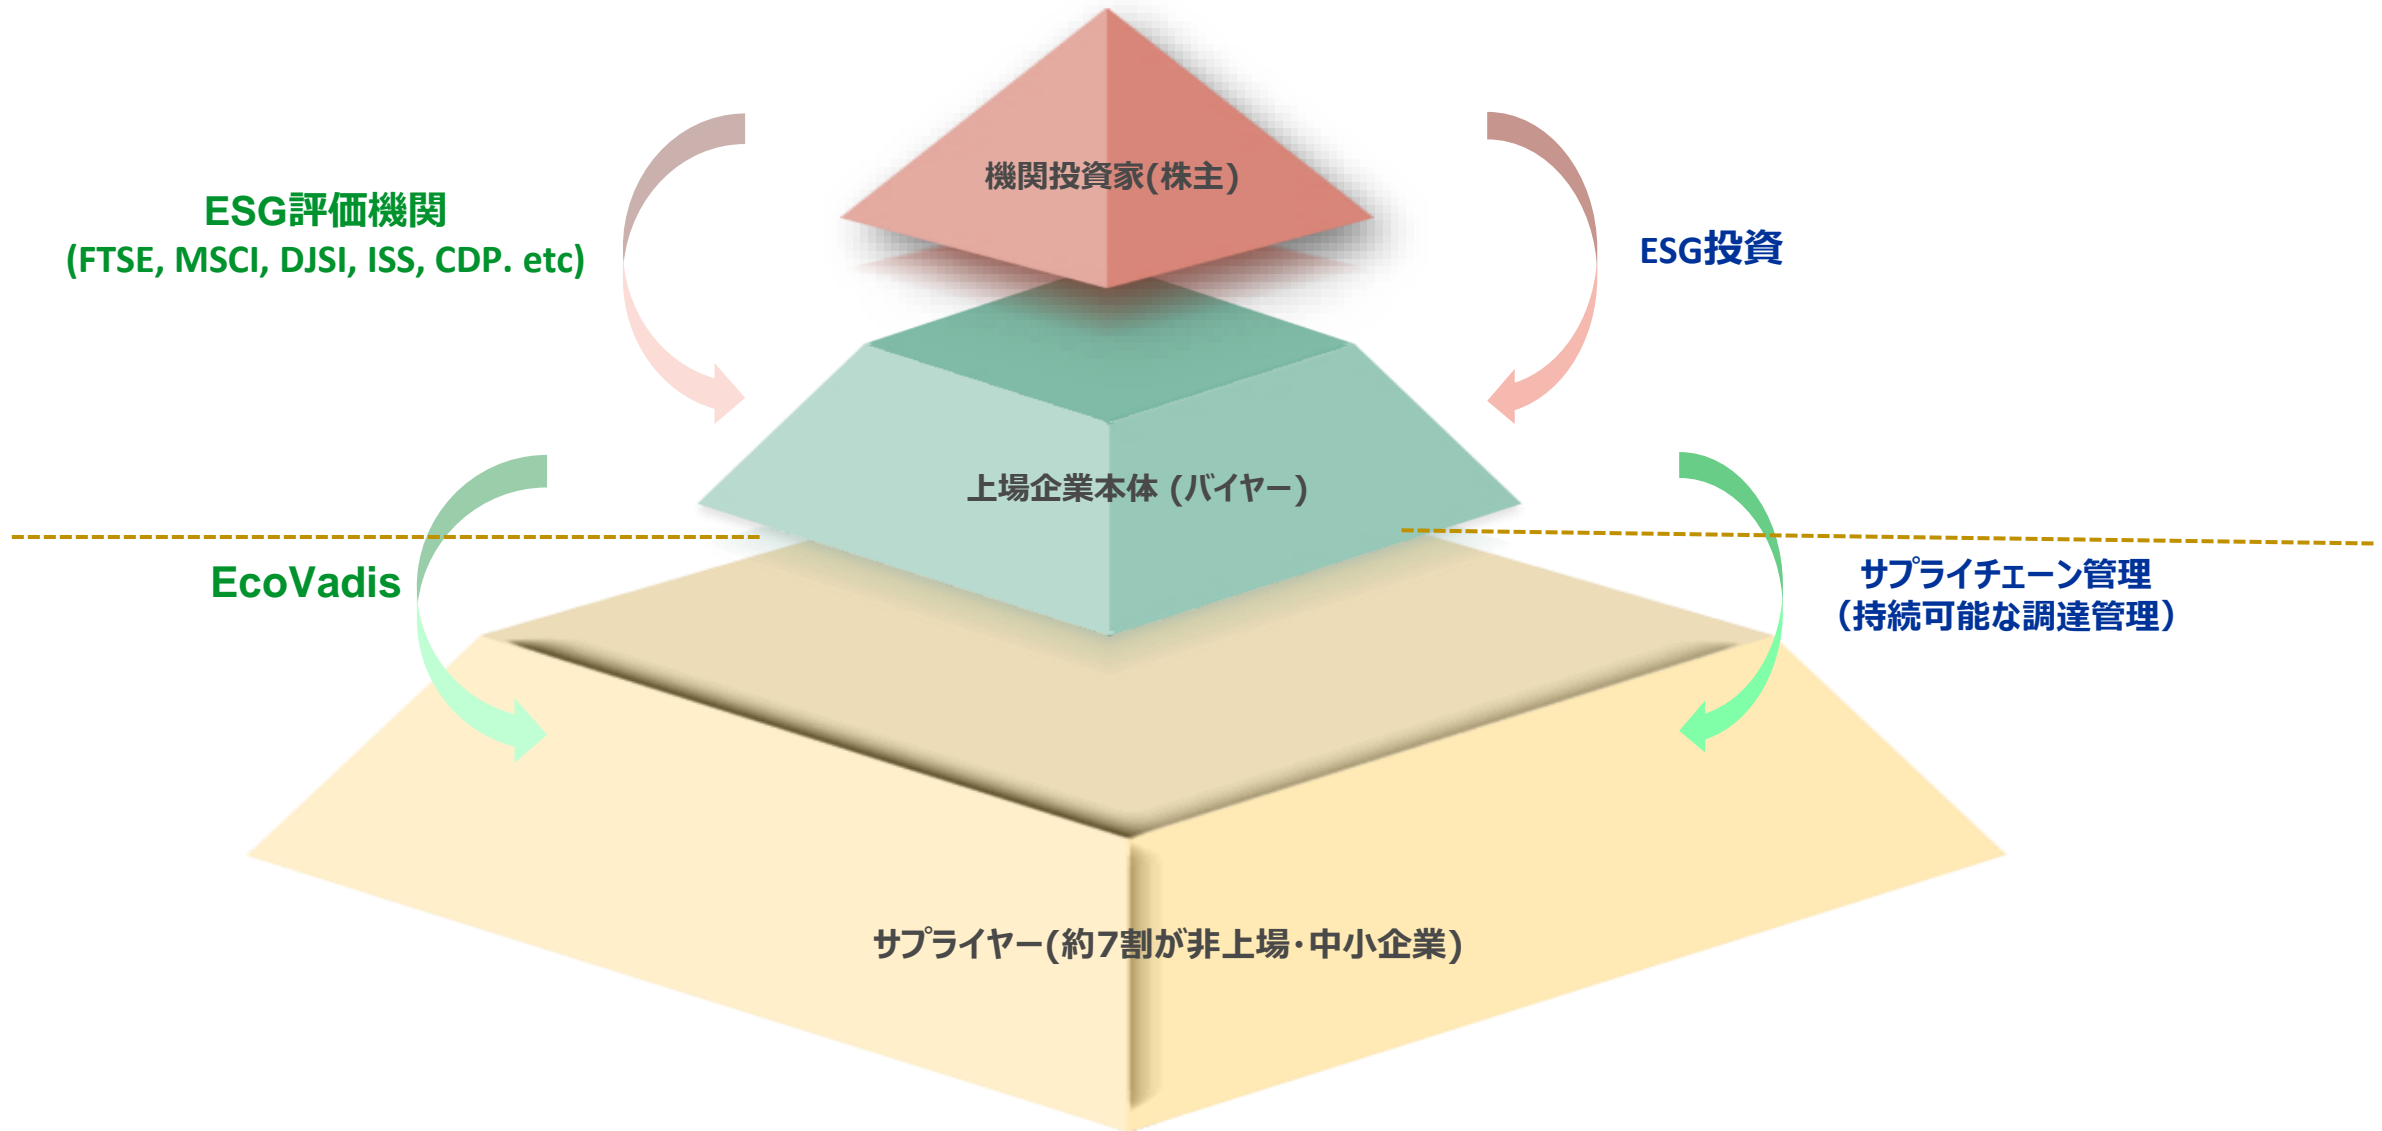 機関投資家(株主)
ESG評価機関
(FTSE, MSCI, DJSI, ISS, CDP. etc)
ESG投資
上場企業本体 (バイヤー)
EcoVadis
サプライチェーン管理
（持続可能な調達管理）
サプライヤー(約7割が非上場･中小企業)